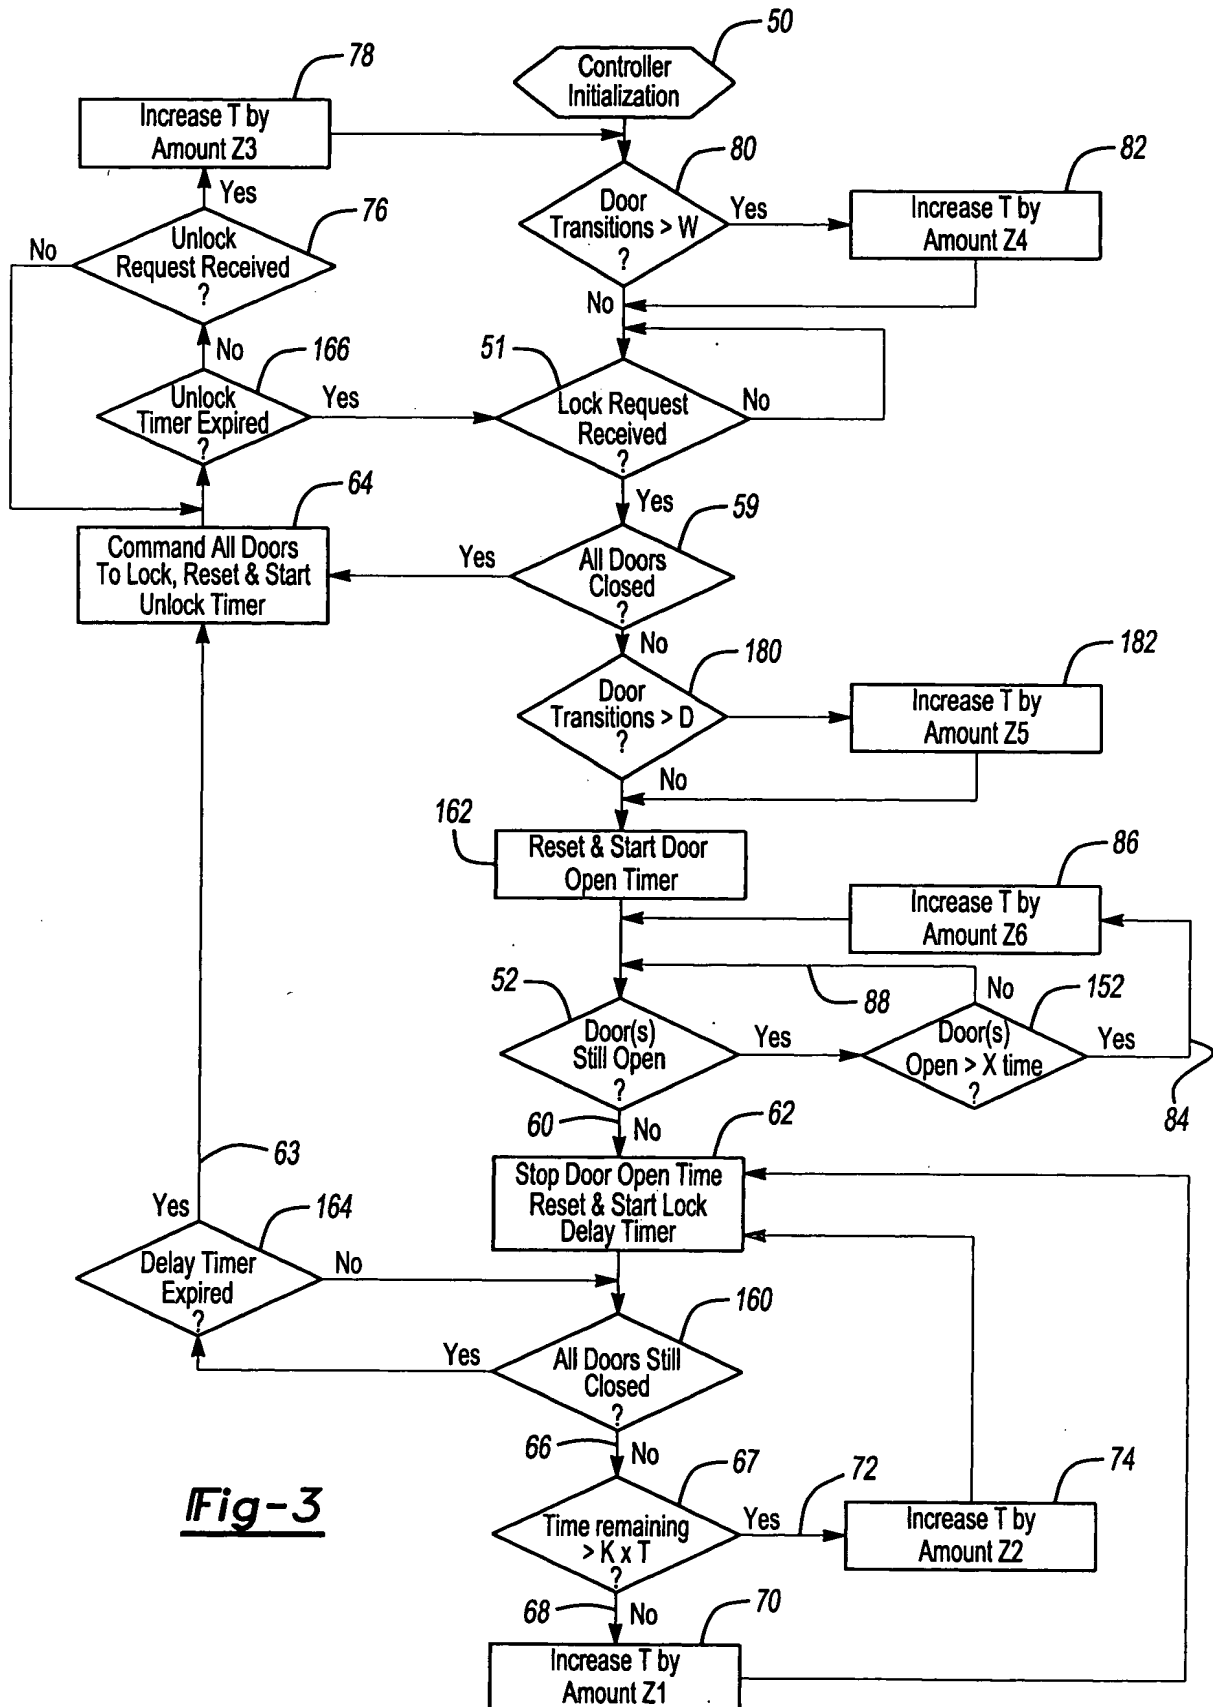 50
Controller
Initialization
78
Increase T by
Amount Z3
80
82
Door
Transitions > W
?
Yes
Increase T by
Amount Z4
No
Yes
76
Unlock
Request Received
?
No
No
166
Unlock
Timer Expired
?
Yes
51
Lock Request
Received
?
No
Yes
64
Command All Doors
To Lock, Reset & Start
Unlock Timer
59
Yes
All Doors
Closed
?
No
180
182
Door
Transitions > D
?
Increase T by
Amount Z5
No
162
Reset & Start Door
Open Timer
86
Increase T by
Amount Z6
52
88
No
152
Door(s)
Still Open
?
Yes
Door(s)
Open > X time
?
Yes
84
60
No
62
Stop Door Open Time
Reset & Start Lock
Delay Timer
63
Yes
164
Delay Timer
Expired
?
No
160
Yes
All Doors Still
Closed
?
66
No
67
72
74
Time remaining
> K x T
?
Yes
Increase T by
Amount Z2
68
No
70
Increase T by
Amount Z1
Fig-3